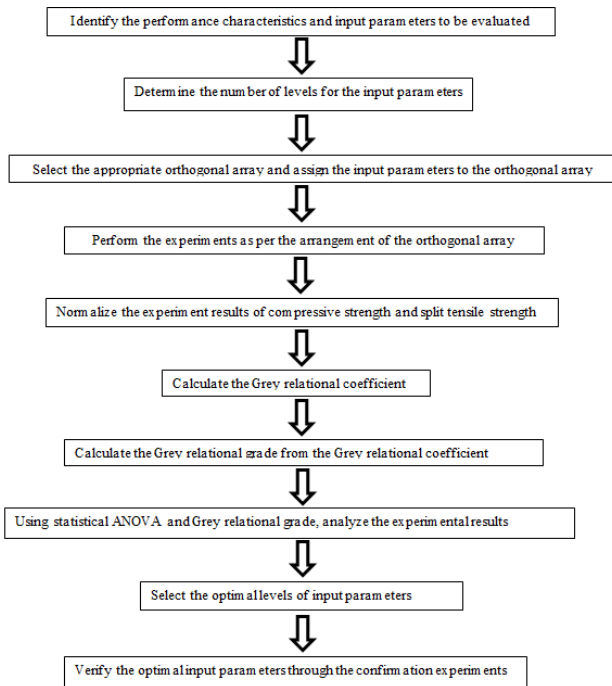 Identify the performance characteristics and input parameters to be evaluated
Determine the number of levels for the input parameters
Select the appropriate orthogonal array and assign the input parameters to the orthogonal array
Perform the experiments as per the arrangement of the orthogonal array
Normalize the experiment results of compressive strength and split tensile strength
Calculate the Grey relational coefficient
Calculate the Grey relational grade from the Grey relational coefficient
Using statistical ANOVA and Grey relational grade, analyze the experimental results
Select the optimal levels of input parameters
Verify the optimal input parameters through the confirmation experiments